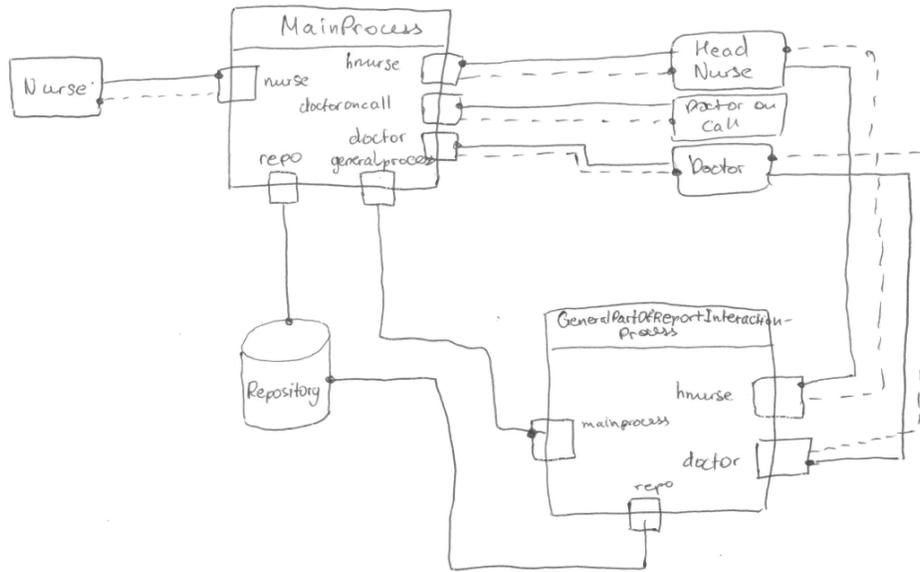 MainProcess
hnurse
nurse
doctoroncall
doctor
generalprocess
repo
Nurse
Head
Nurse
Doctor on
Call
Doctor
Repository
GeneralPartOfReportInteraction-
Process
hnurse
mainprocess
doctor
repo